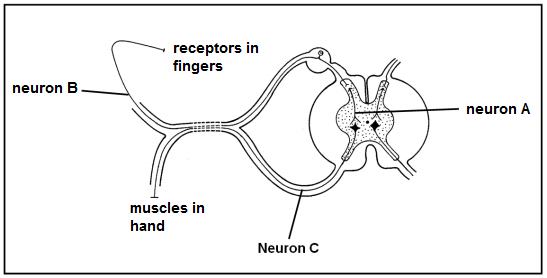 receptors in
fingers
neuron B
neuron A
muscles in
hand
Neuron C